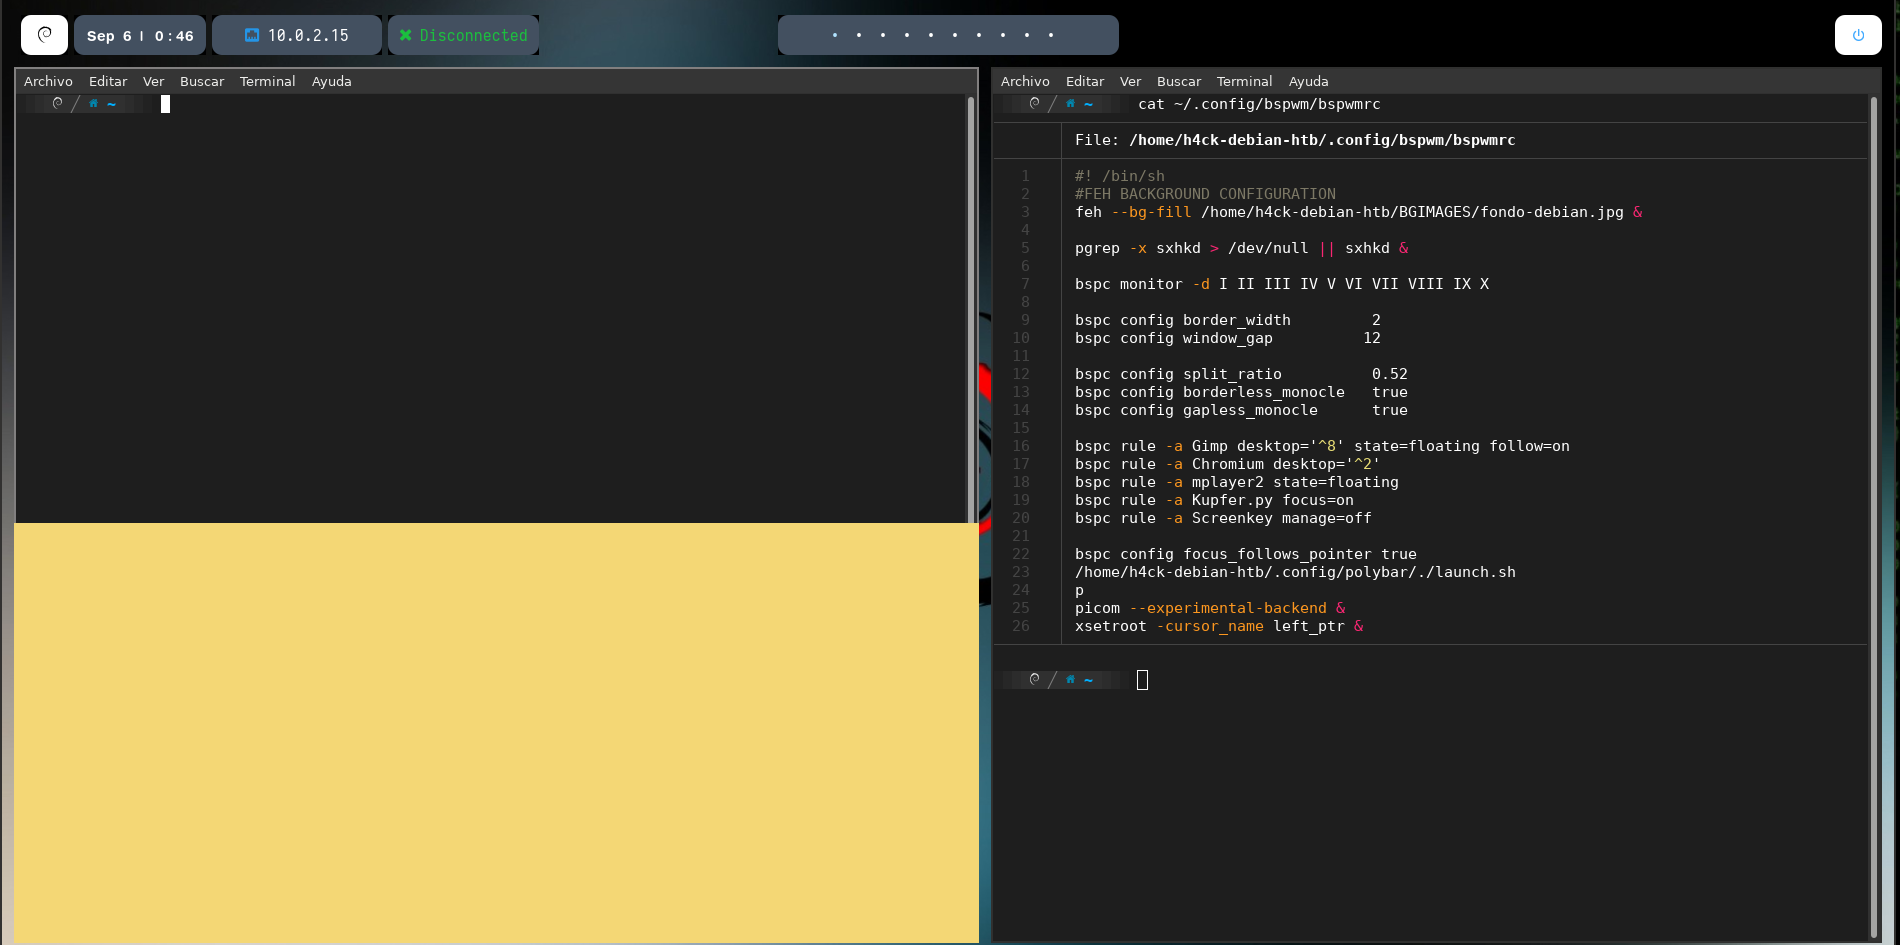 Sep 6 | 0:46
10.0.2.15
Disconnected
Archivo Editar Ver Buscar Terminal Ayuda
~
Archivo Editar Ver Buscar Terminal Ayuda
~ cat ~/.config/bspwm/bspwmrc
File: /home/h4ck-debian-htb/.config/bspwm/bspwmrc
1 #! /bin/sh
2 #FEH BACKGROUND CONFIGURATION
3 feh --bg-fill /home/h4ck-debian-htb/BGIMAGES/fondo-debian.jpg &
4
5 pgrep -x sxhkd > /dev/null || sxhkd &
6
7 bspc monitor -d I II III IV V VI VII VIII IX X
8
9 bspc config border_width 2
10 bspc config window_gap 12
11
12 bspc config split_ratio 0.52
13 bspc config borderless_monocle true
14 bspc config gapless_monocle true
15
16 bspc rule -a Gimp desktop='^8' state=floating follow=on
17 bspc rule -a Chromium desktop='^2'
18 bspc rule -a mplayer2 state=floating
19 bspc rule -a Kupfer.py focus=on
20 bspc rule -a Screenkey manage=off
21
22 bspc config focus_follows_pointer true
23 /home/h4ck-debian-htb/.config/polybar/./launch.sh
24 p
25 picom --experimental-backend &
26 xsetroot -cursor_name left_ptr &
~